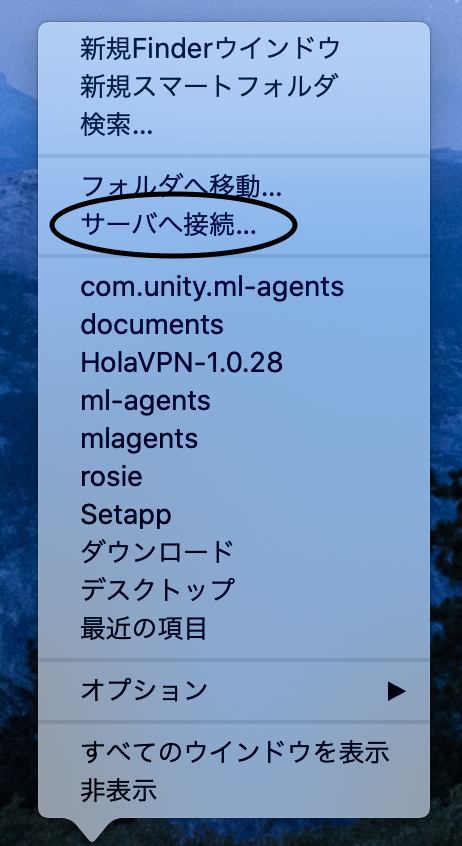 新規Finderウインドウ
新規スマートフォルダ
検索...
フォルダへ移動...
サーバへ接続...
com.unity.ml-agents
documents
HolaVPN-1.0.28
ml-agents
mlagents
rosie
Setapp
ダウンロード
デスクトップ
最近の項目
オプション
すべてのウインドウを表示
非表示